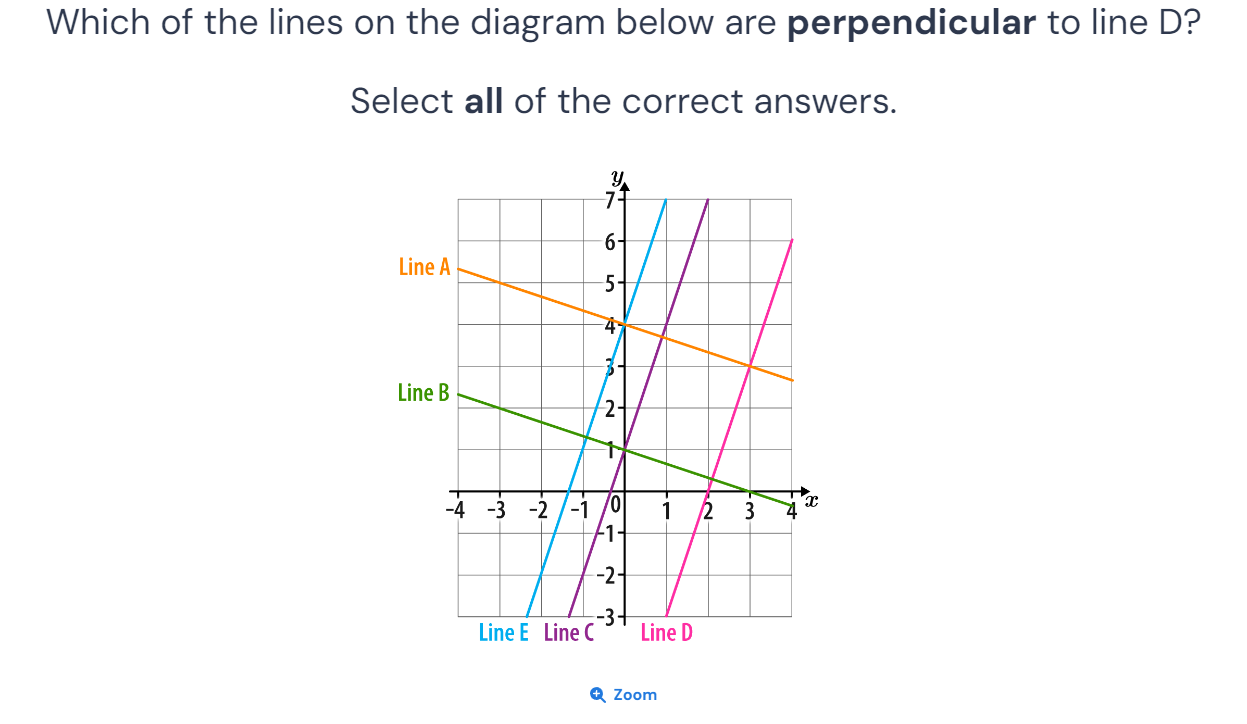 Which of the lines on the diagram below are perpendicular to line D?
Select all of the correct answers.
y
7
6
Line A
5
4
3
Line B
2
1
-4 -3 -2 -1 0 1 2 3 4 x
-1
-2
-3
Line E Line C Line D
Zoom